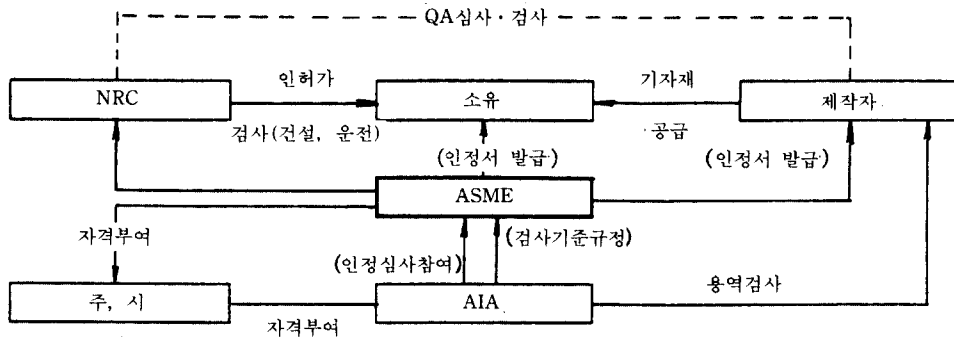 QA심사·검사
인허가
기자재
NRC
소유
제작자
검사(건설, 운전)
공급
(인정서 발급)
(인정서 발급)
ASME
자격부여
(검사기준규정)
(인정심사참여)
용역검사
주, 시
AIA
자격부여